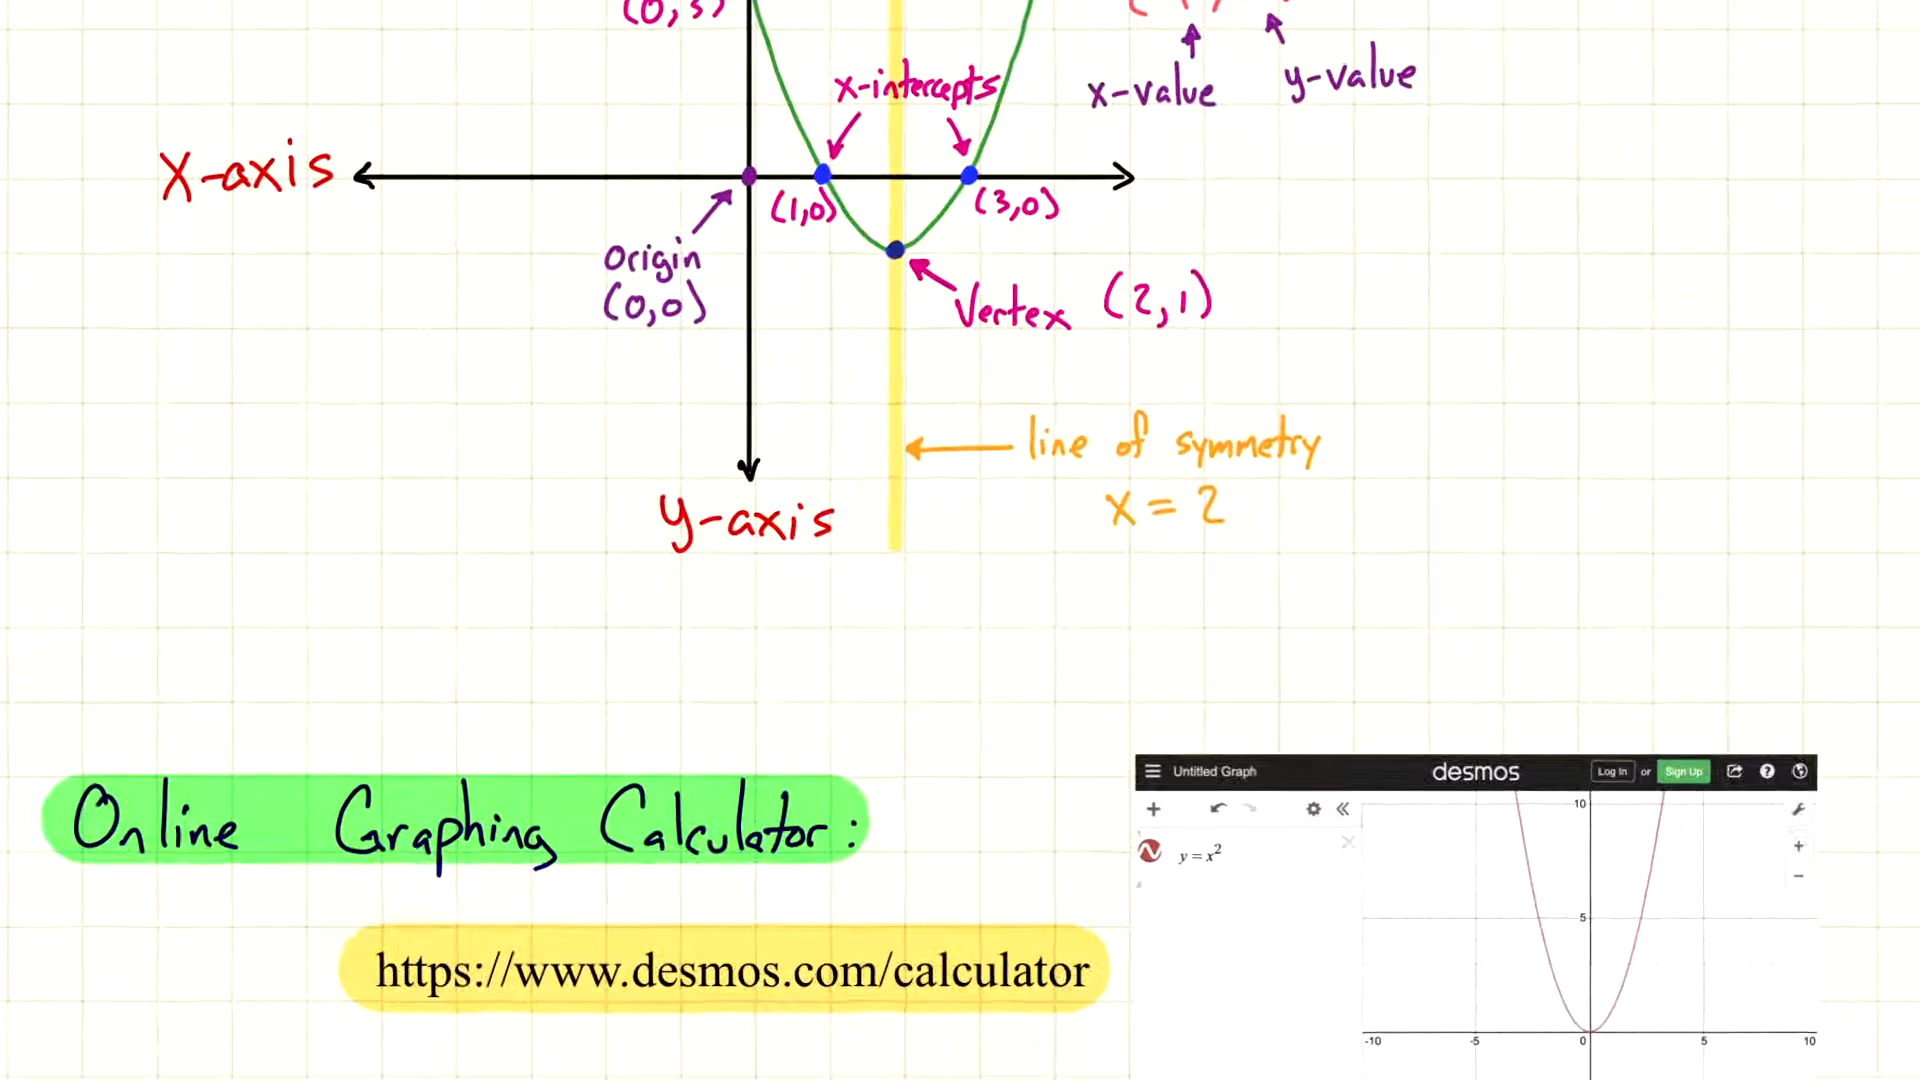 (0,3)
x-value
y-value
x-intercepts
x-axis
(1,0)
(3,0)
Origin
(0,0)
Vertex (2,1)
line of symmetry
x = 2
y-axis
Online Graphing Calculator:
https://www.desmos.com/calculator
Untitled Graph
desmos
Log In or Sign Up
y = x²
10
5
-10 -5 0 5 10